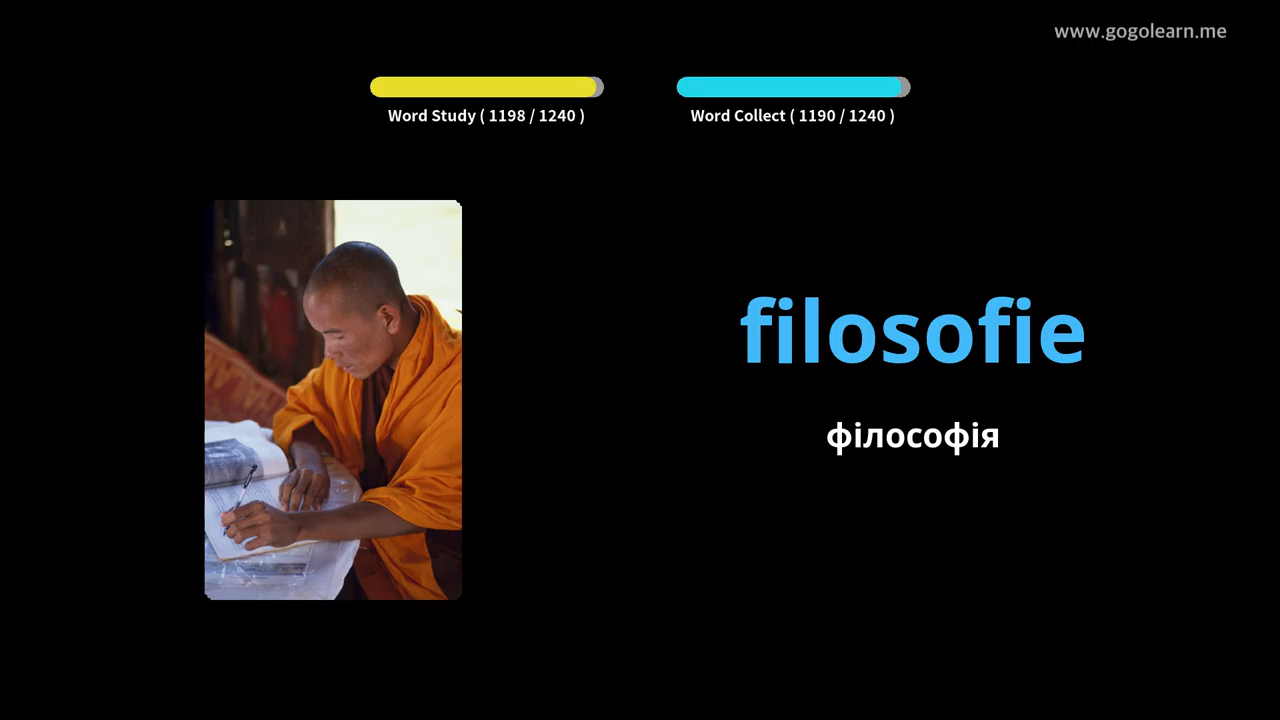 www.gogolearn.me
Word Study ( 1198 / 1240 )
Word Collect ( 1190 / 1240 )
filosofie
філософія